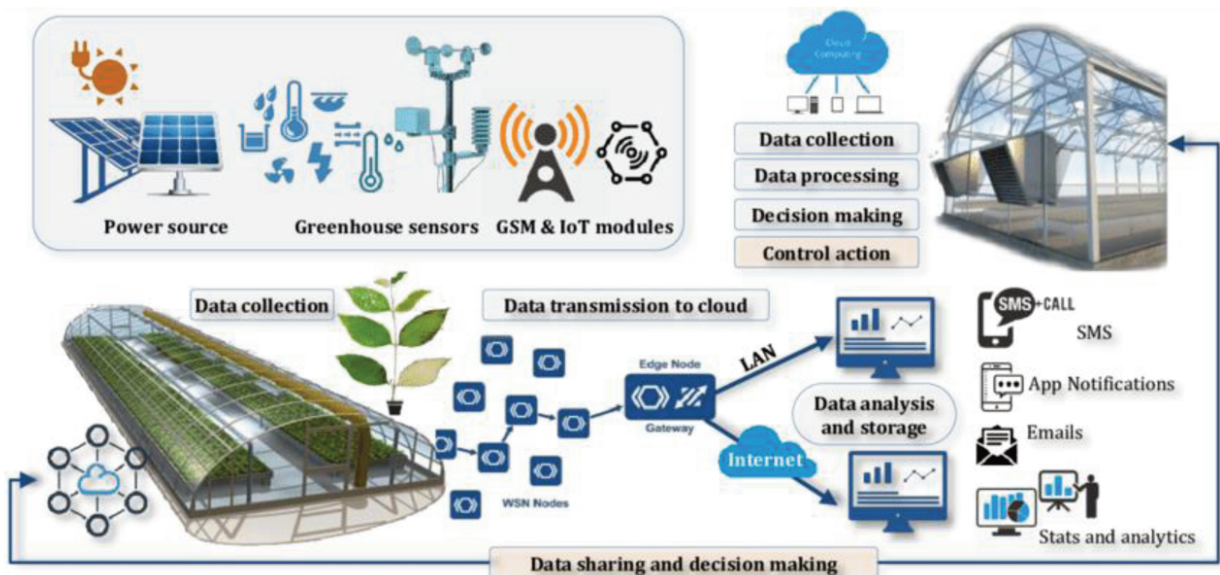 Cloud
Computing
Power source
Greenhouse sensors
GSM & IoT modules
Data collection
Data processing
Decision making
Control action
Data collection
Data transmission to cloud
LAN
Edge Node
Gateway
Internet
WSN Nodes
Data analysis
and storage
SMS+CALL
SMS
App Notifications
Emails
Stats and analytics
Data sharing and decision making